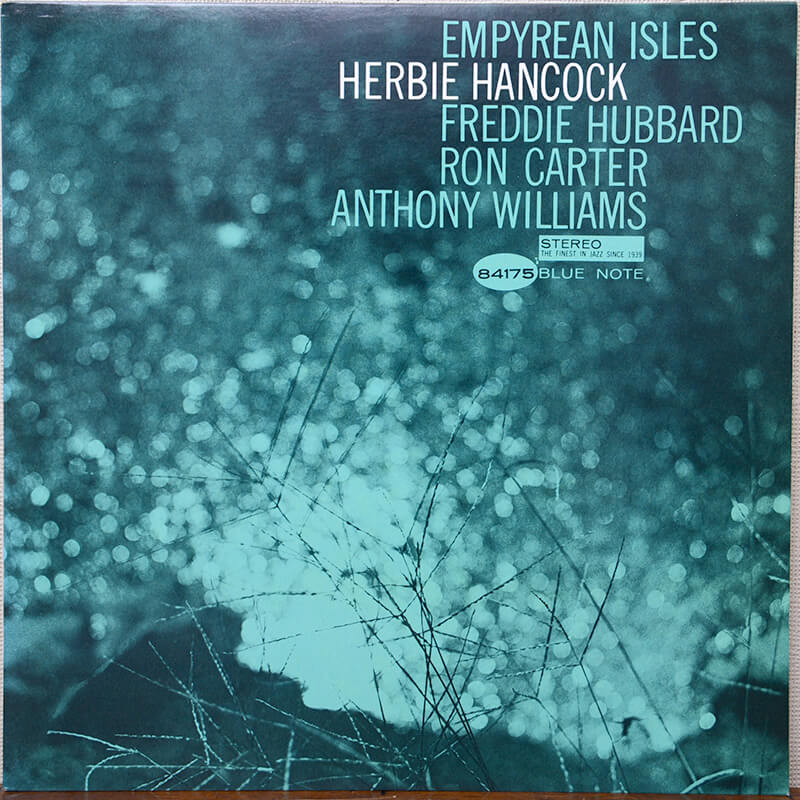 EMPYREAN ISLES
HERBIE HANCOCK
FREDDIE HUBBARD
RON CARTER
ANTHONY WILLIAMS
STEREO
THE FINEST IN JAZZ SINCE 1939
84175 BLUE NOTE